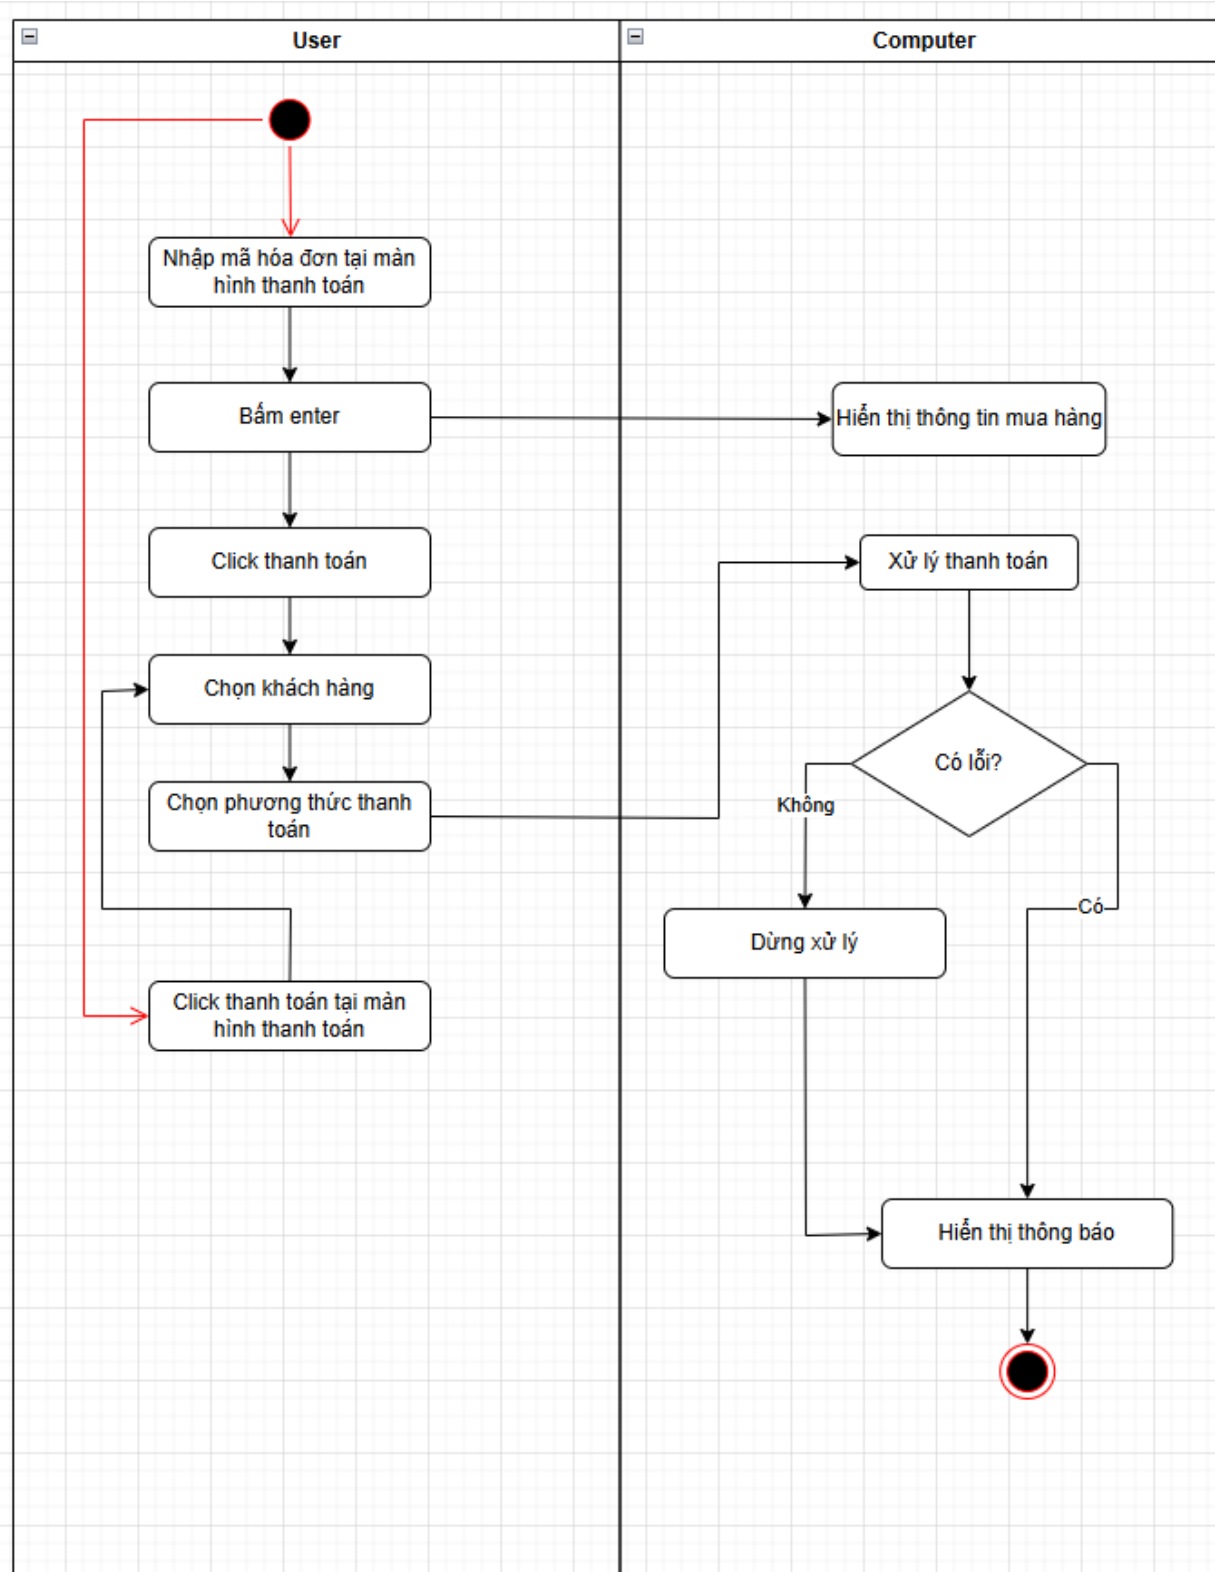 User
Computer
Nhập mã hóa đơn tại màn
hình thanh toán
Bấm enter
Hiển thị thông tin mua hàng
Click thanh toán
Xử lý thanh toán
Chọn khách hàng
Có lỗi?
Chọn phương thức thanh
toán
Không
Có
Dừng xử lý
Click thanh toán tại màn
hình thanh toán
Hiển thị thông báo